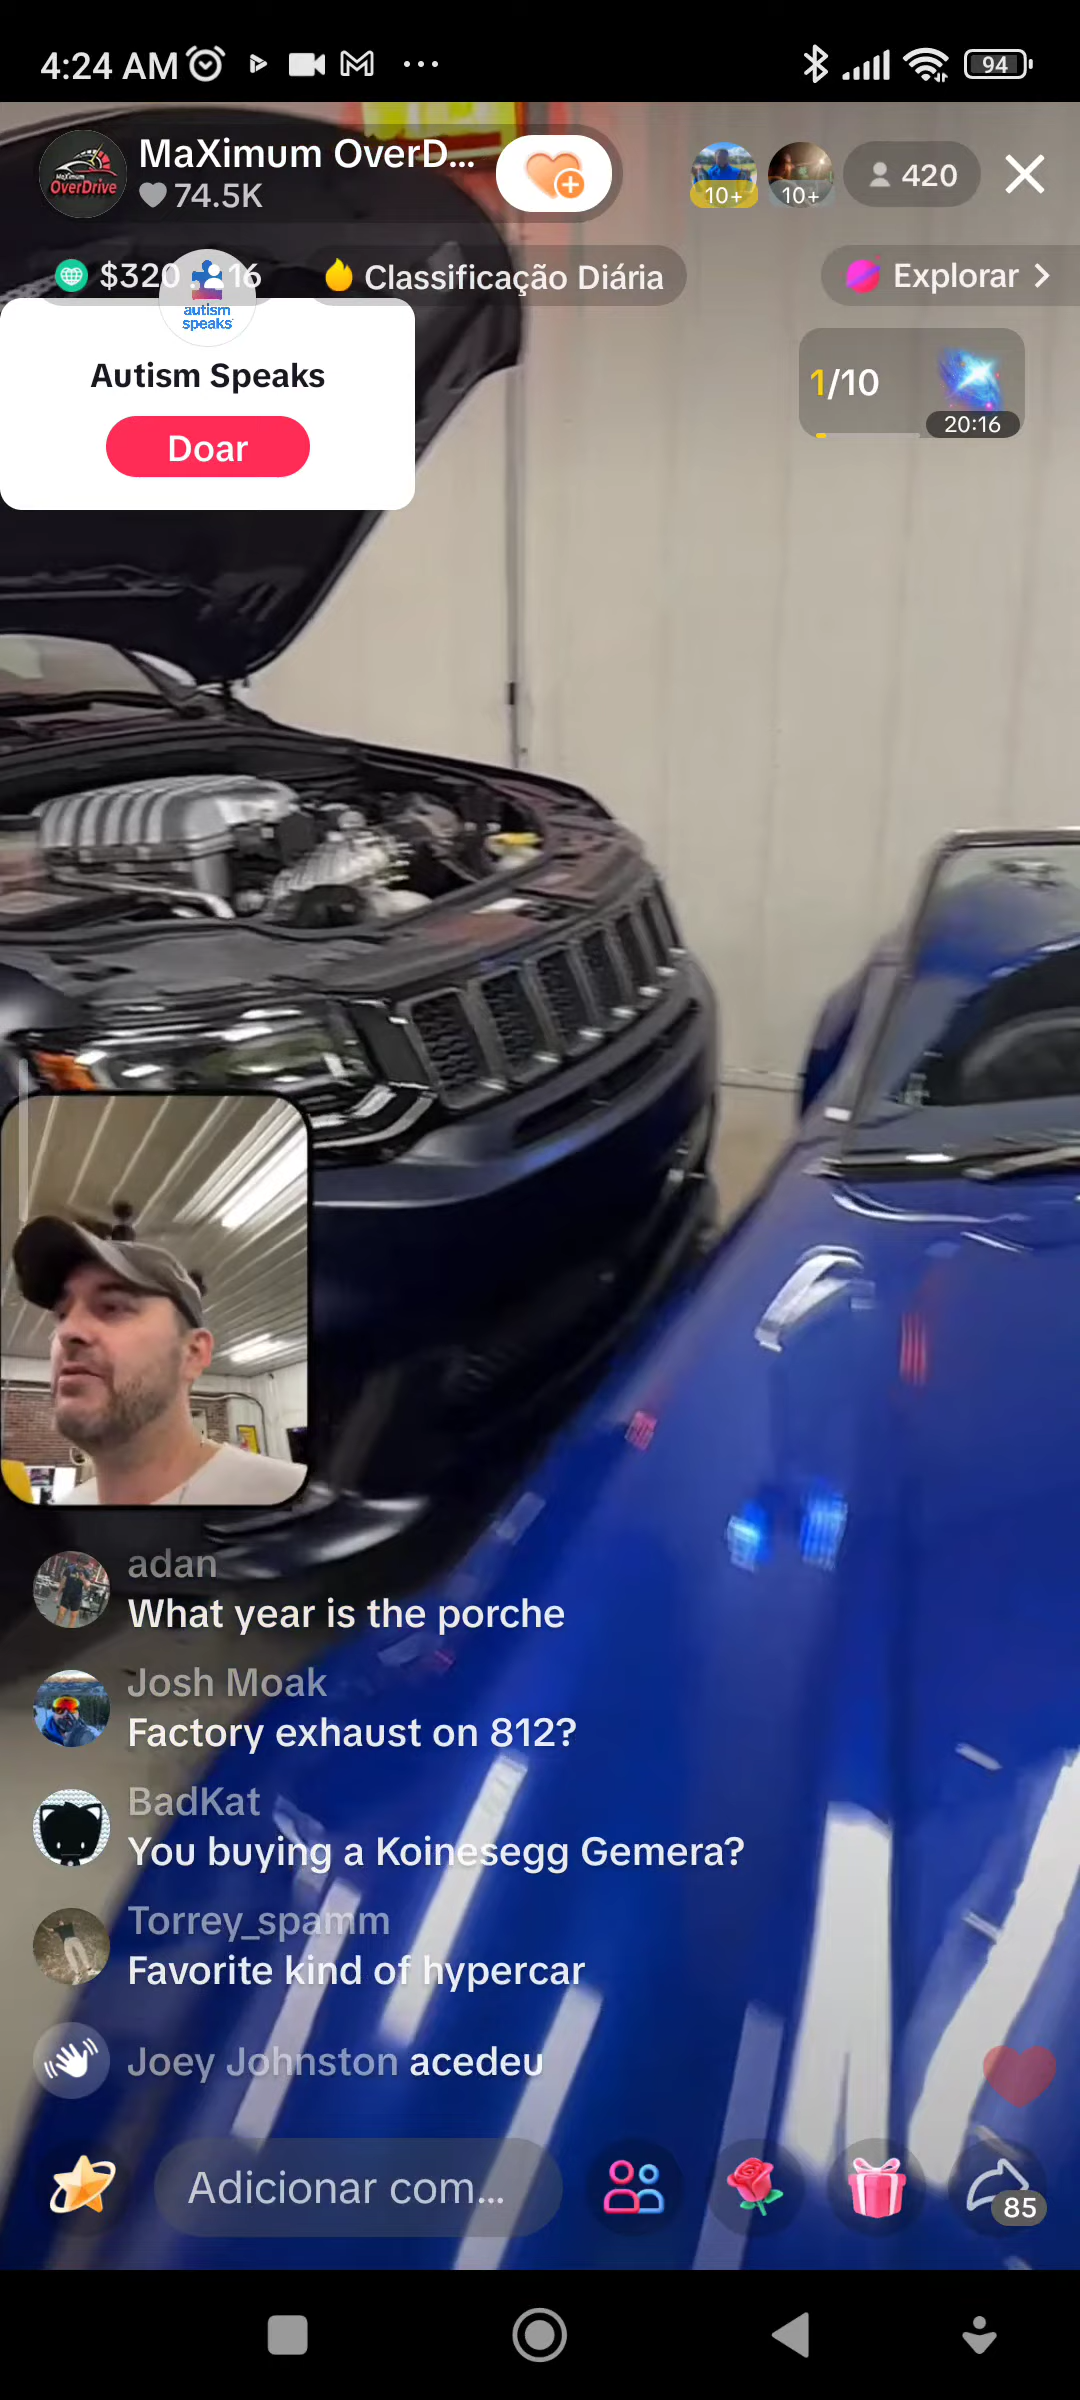 4:24 AM
94
MaXimum OverD...
MaXimum
OverDrive
74.5K
10+
10+
420
$320
16
Classificação Diária
Explorar
autism
speaks
Autism Speaks
Doar
1/10
20:16
adan
What year is the porche
Josh Moak
Factory exhaust on 812?
BadKat
You buying a Koinesegg Gemera?
Torrey_spamm
Favorite kind of hypercar
Joey Johnston acedeu
Adicionar com...
85